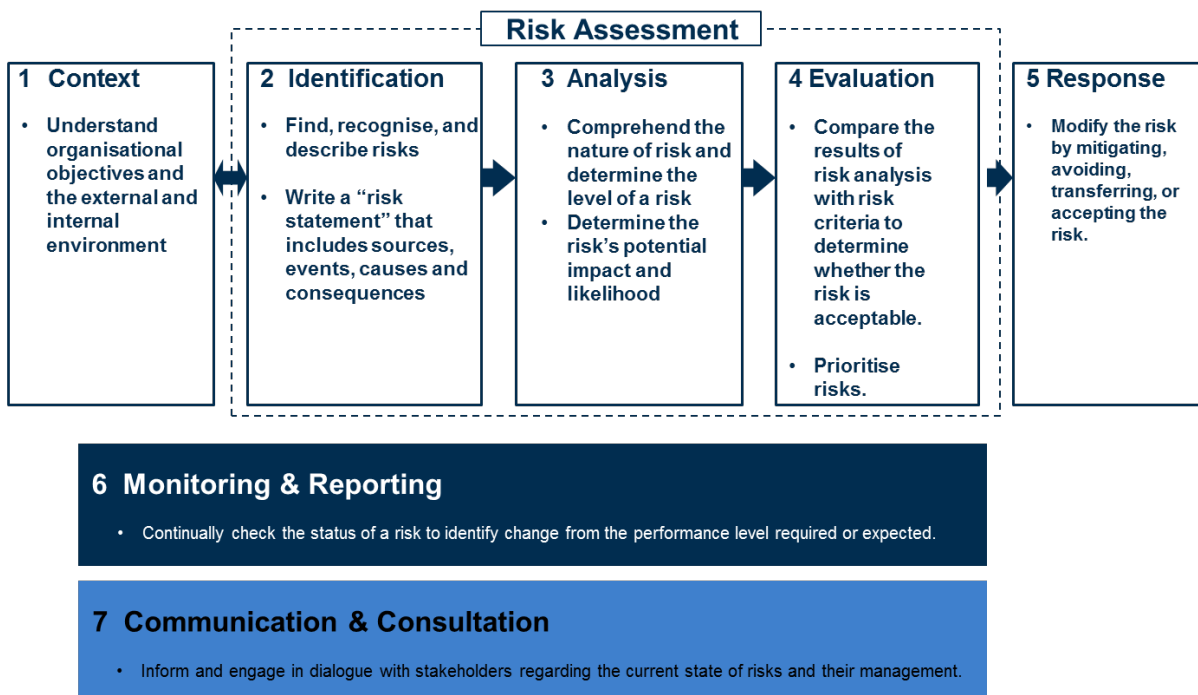 Risk Assessment
1 Context
• Understand
organisational
objectives and
the external and
internal
environment
2 Identification
• Find, recognise, and
describe risks
• Write a “risk
statement” that
includes sources,
events, causes and
consequences
3 Analysis
• Comprehend the
nature of risk and
determine the
level of a risk
• Determine the
risk’s potential
impact and
likelihood
4 Evaluation
• Compare the
results of
risk analysis
with risk
criteria to
determine
whether the
risk is
acceptable.
• Prioritise
risks.
5 Response
• Modify the risk
by mitigating,
avoiding,
transferring, or
accepting the
risk.
6 Monitoring & Reporting
• Continually check the status of a risk to identify change from the performance level required or expected.
7 Communication & Consultation
• Inform and engage in dialogue with stakeholders regarding the current state of risks and their management.